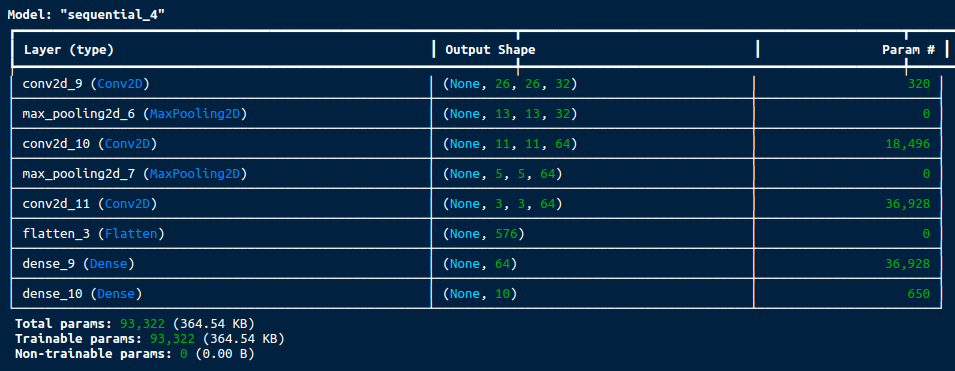 Model: "sequential_4"
Layer (type) Output Shape Param #
conv2d_9 (Conv2D) (None, 26, 26, 32) 320
max_pooling2d_6 (MaxPooling2D) (None, 13, 13, 32) 0
conv2d_10 (Conv2D) (None, 11, 11, 64) 18,496
max_pooling2d_7 (MaxPooling2D) (None, 5, 5, 64) 0
conv2d_11 (Conv2D) (None, 3, 3, 64) 36,928
flatten_3 (Flatten) (None, 576) 0
dense_9 (Dense) (None, 64) 36,928
dense_10 (Dense) (None, 10) 650
Total params: 93,322 (364.54 KB)
Trainable params: 93,322 (364.54 KB)
Non-trainable params: 0 (0.00 B)